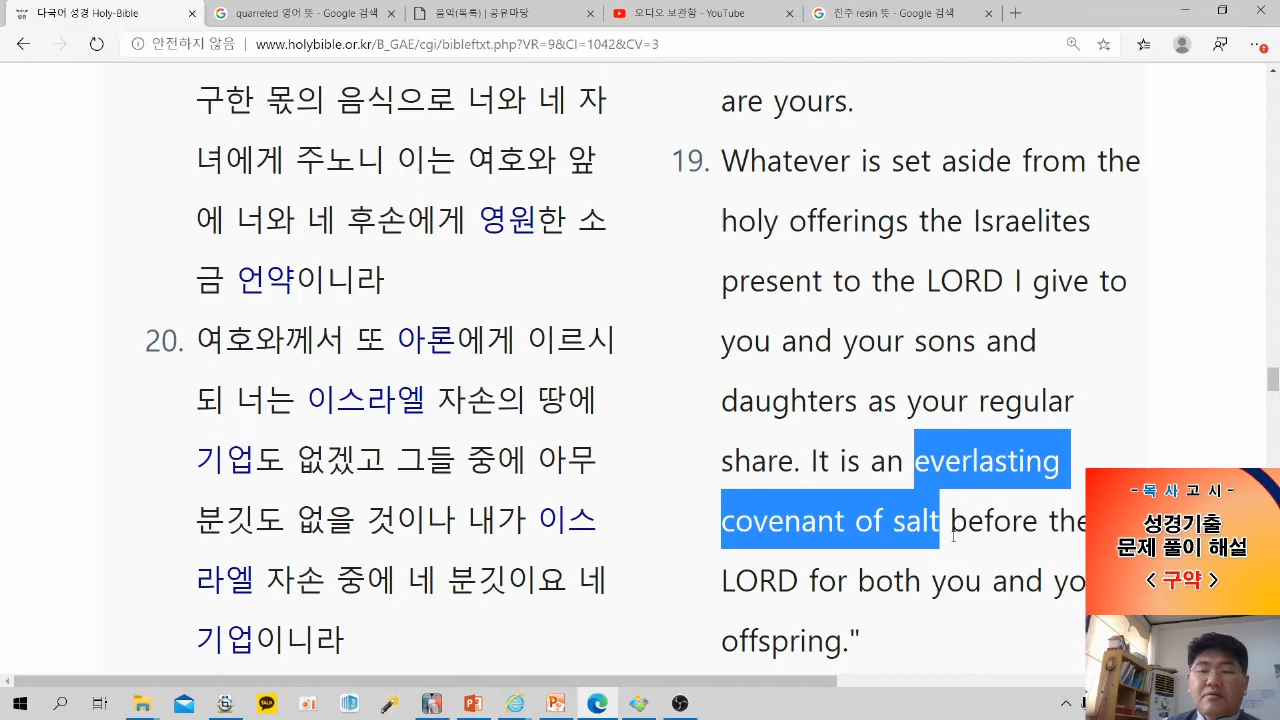 다국어 성경 Holy-Bible
quarreled 영어 뜻 - Google 검색
음악(목록) | 공유마당
오디오 보관함 - YouTube
진주 resin 뜻 - Google 검색
안전하지 않음
www.holybible.or.kr/B_GAE/cgi/bibleftxt.php?VR=9&CI=1042&CV=3
구한 몫의 음식으로 너와 네 자
녀에게 주노니 이는 여호와 앞
에 너와 네 후손에게 영원한 소
금 언약이니라
20. 여호와께서 또 아론에게 이르시
되 너는 이스라엘 자손의 땅에
기업도 없겠고 그들 중에 아무
분깃도 없을 것이나 내가 이스
라엘 자손 중에 네 분깃이요 네
기업이니라
are yours.
19. Whatever is set aside from the
holy offerings the Israelites
present to the LORD I give to
you and your sons and
daughters as your regular
share. It is an everlasting
covenant of salt before the
LORD for both you and yo
offspring."
- 목사고시 -
성경기출
문제 풀이 해설
< 구약 >
TALK